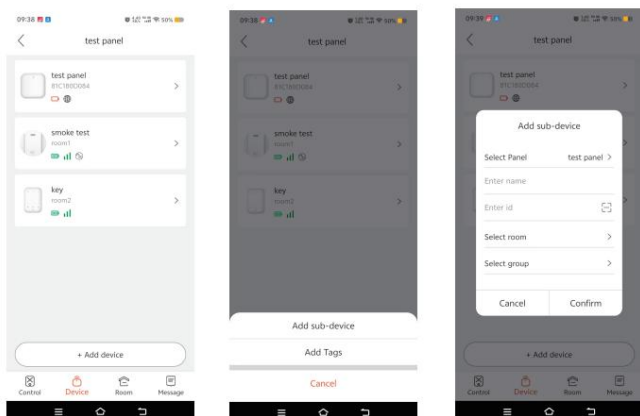 09:38
50%
test panel
test panel
smoke test
room1
key
room2
+ Add device
Control
Device
Room
Message
09:38
50%
test panel
test panel
smoke test
room1
key
room2
Add sub-device
Add Tags
Cancel
09:39
50%
test panel
test panel
Add sub-device
Select Panel
test panel
Enter name
Enter id
Select room
Select group
Cancel
Confirm
+ Add device
Control
Device
Room
Message